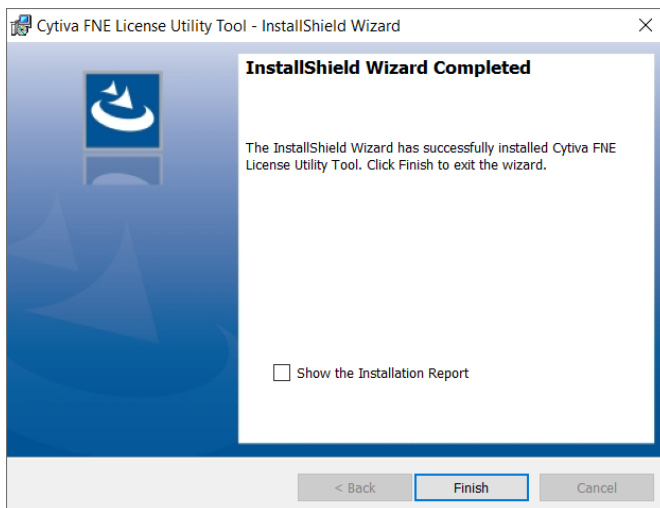 Cytiva FNE License Utility Tool - InstallShield Wizard
InstallShield Wizard Completed
The InstallShield Wizard has successfully installed Cytiva FNE
License Utility Tool. Click Finish to exit the wizard.
Show the Installation Report
< Back
Finish
Cancel